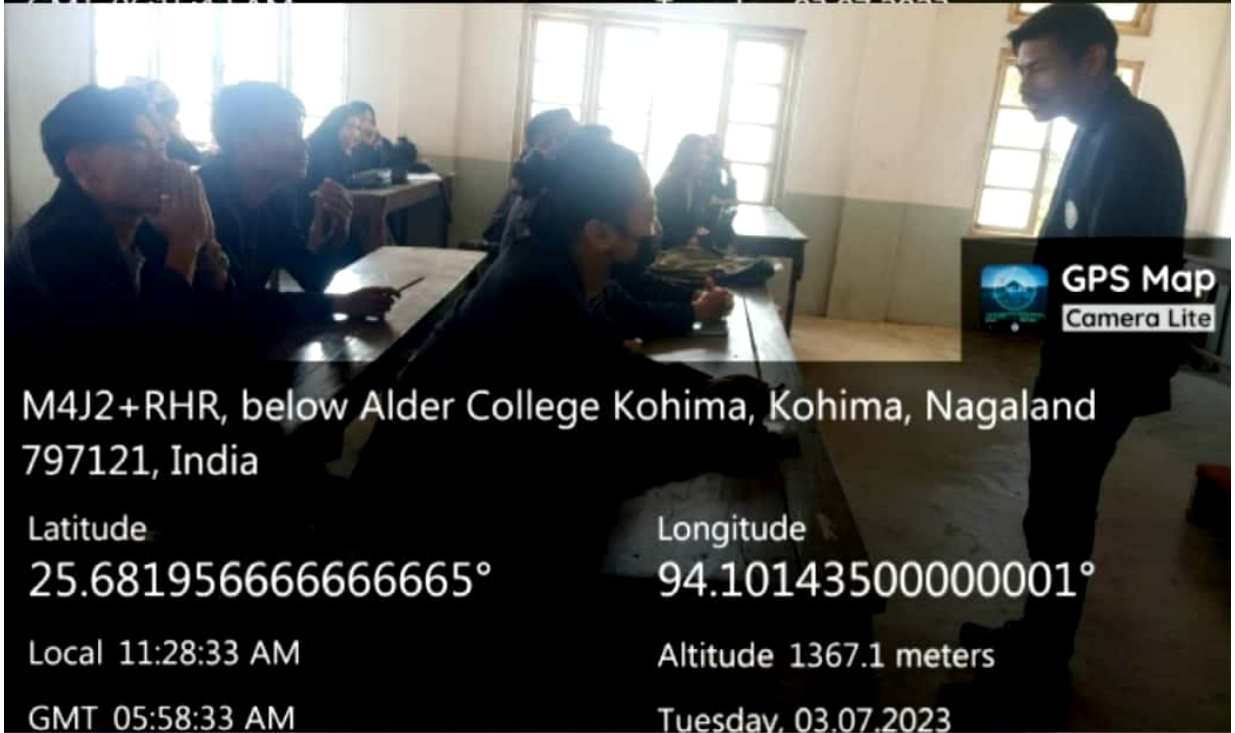 GPS Map
Camera Lite
M4J2+RHR, below Alder College Kohima, Kohima, Nagaland
797121, India
Latitude
25.681956666666665°
Longitude
94.10143500000001°
Local 11:28:33 AM
Altitude 1367.1 meters
GMT 05:58:33 AM
Tuesday, 03.07.2023